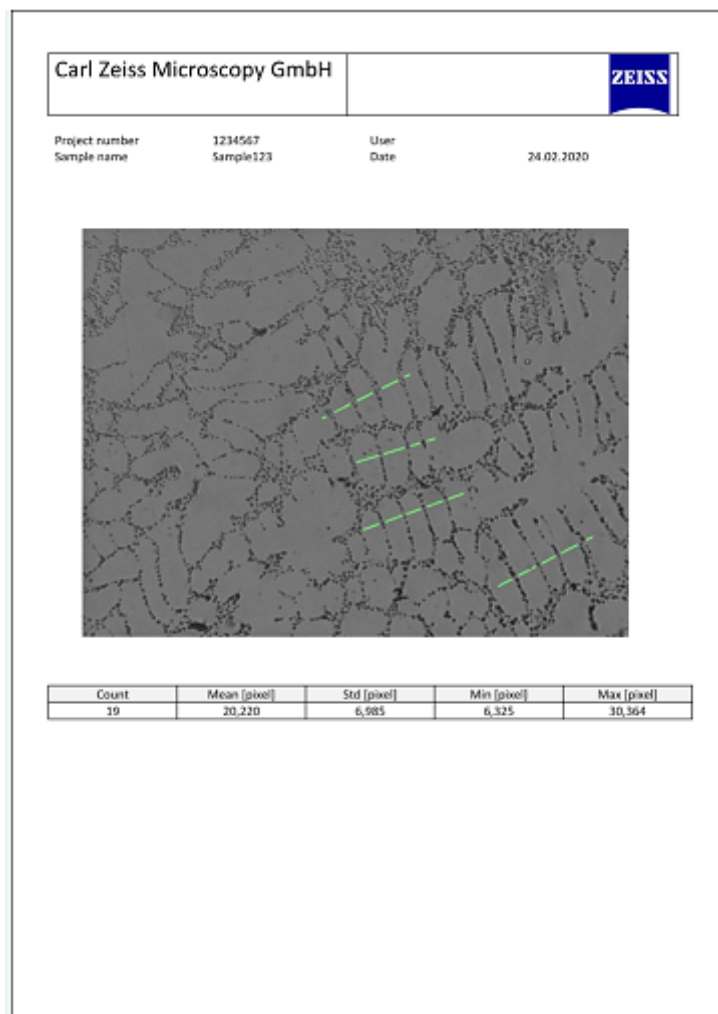 Carl Zeiss Microscopy GmbH
ZEISS
Project number 1234567 User
Sample name Sample123 Date 24.02.2020
Count Mean [pixel] Std [pixel] Min [pixel] Max [pixel]
19 20,220 6,985 6,325 30,364